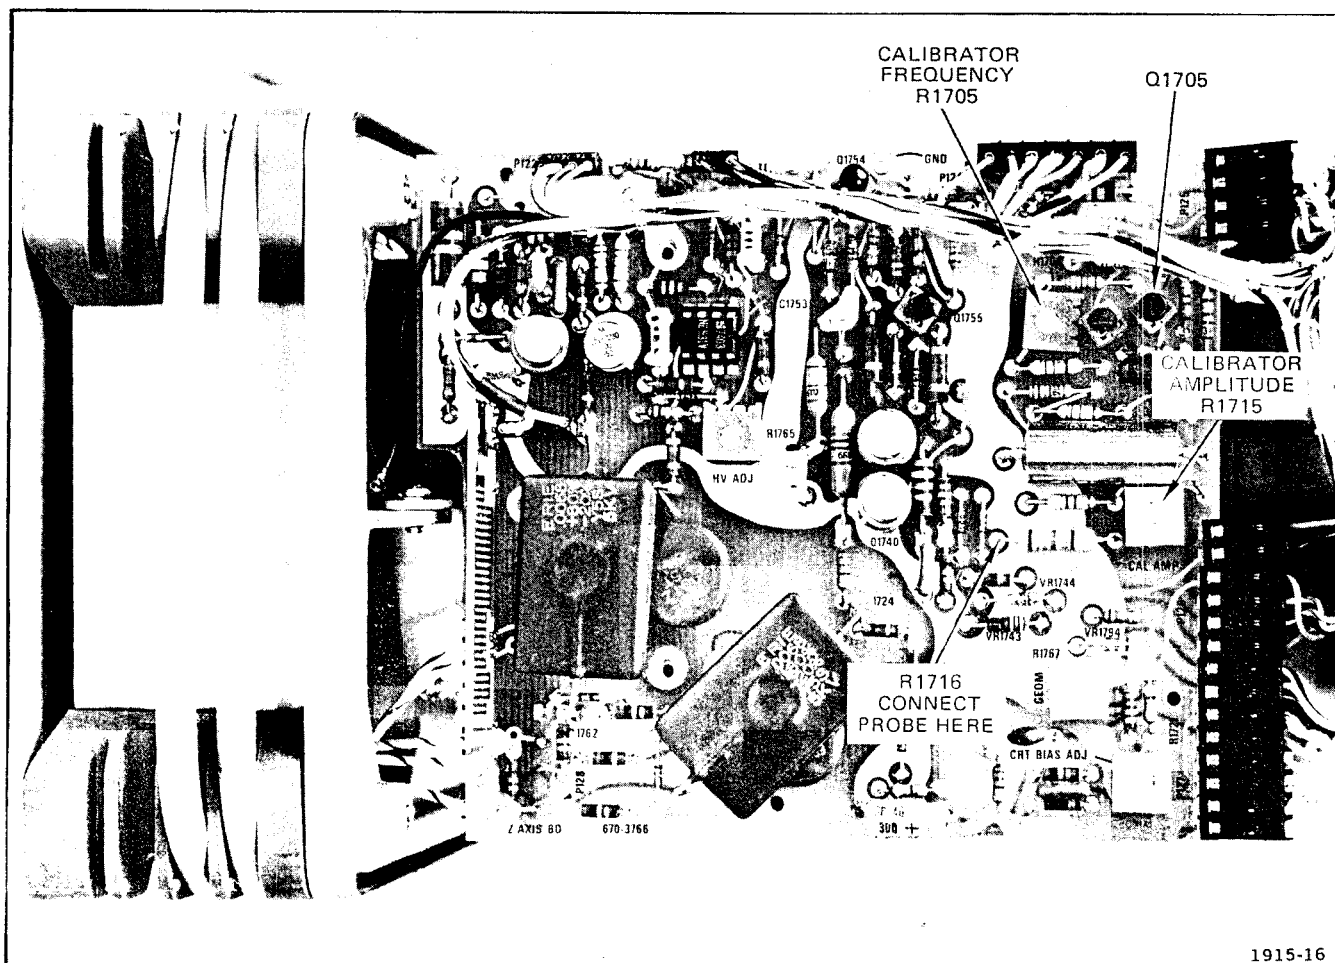 CALIBRATOR
FREQUENCY
R1705
Q1705
Q1754
GND
C1753
Q1755
CALIBRATOR
AMPLITUDE
R1715
R1765
HV ADJ
Q1740
CAL AMP
VR1744
1724
VR1743
VR1794
R1767
R1716
CONNECT
PROBE HERE
GEOM
CRT BIAS ADJ
1762
P128
Z AXIS BD
670-3766
1915-16